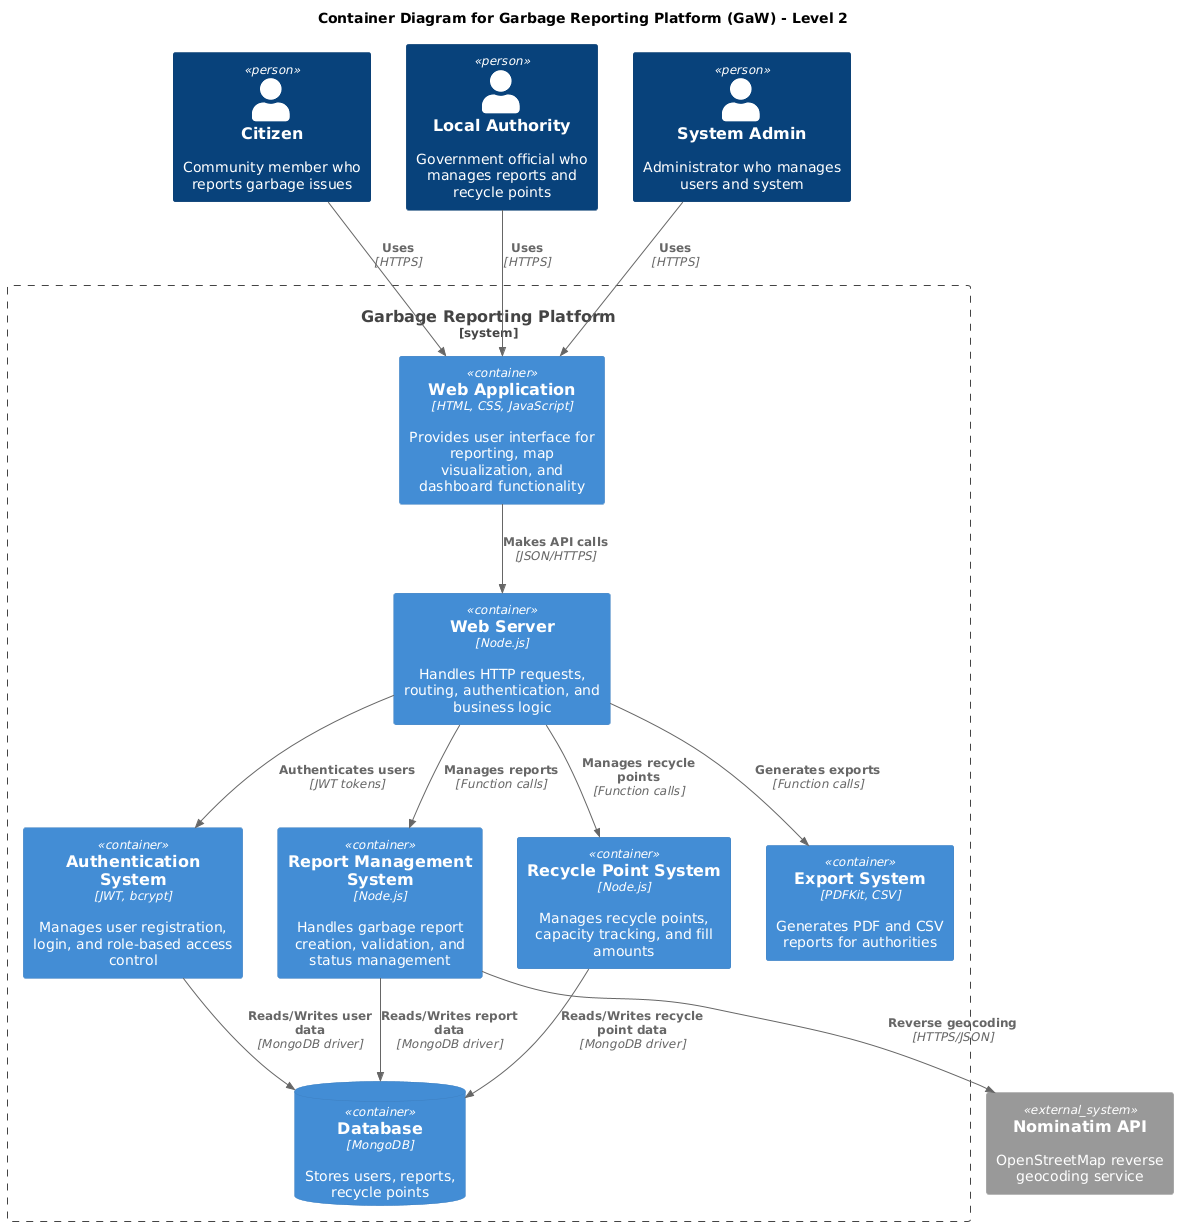 Container Diagram for Garbage Reporting Platform (GaW) - Level 2
«person»
Citizen
Community member who
reports garbage issues
«person»
Local Authority
Government official who
manages reports and
recycle points
«person»
System Admin
Administrator who manages
users and system
Uses
[HTTPS]
Uses
[HTTPS]
Uses
[HTTPS]
Garbage Reporting Platform
[system]
«container»
Web Application
[HTML, CSS, JavaScript]
Provides user interface for
reporting, map
visualization, and
dashboard functionality
Makes API calls
[JSON/HTTPS]
«container»
Web Server
[Node.js]
Handles HTTP requests,
routing, authentication, and
business logic
Authenticates users
[JWT tokens]
Manages reports
[Function calls]
Manages recycle
points
[Function calls]
Generates exports
[Function calls]
«container»
Authentication
System
[JWT, bcrypt]
Manages user registration,
login, and role-based access
control
«container»
Report Management
System
[Node.js]
Handles garbage report
creation, validation, and
status management
«container»
Recycle Point System
[Node.js]
Manages recycle points,
capacity tracking, and fill
amounts
«container»
Export System
[PDFKit, CSV]
Generates PDF and CSV
reports for authorities
Reads/Writes user
data
[MongoDB driver]
Reads/Writes report
data
[MongoDB driver]
Reads/Writes recycle
point data
[MongoDB driver]
Reverse geocoding
[HTTPS/JSON]
«container»
Database
[MongoDB]
Stores users, reports,
recycle points
«external_system»
Nominatim API
OpenStreetMap reverse
geocoding service